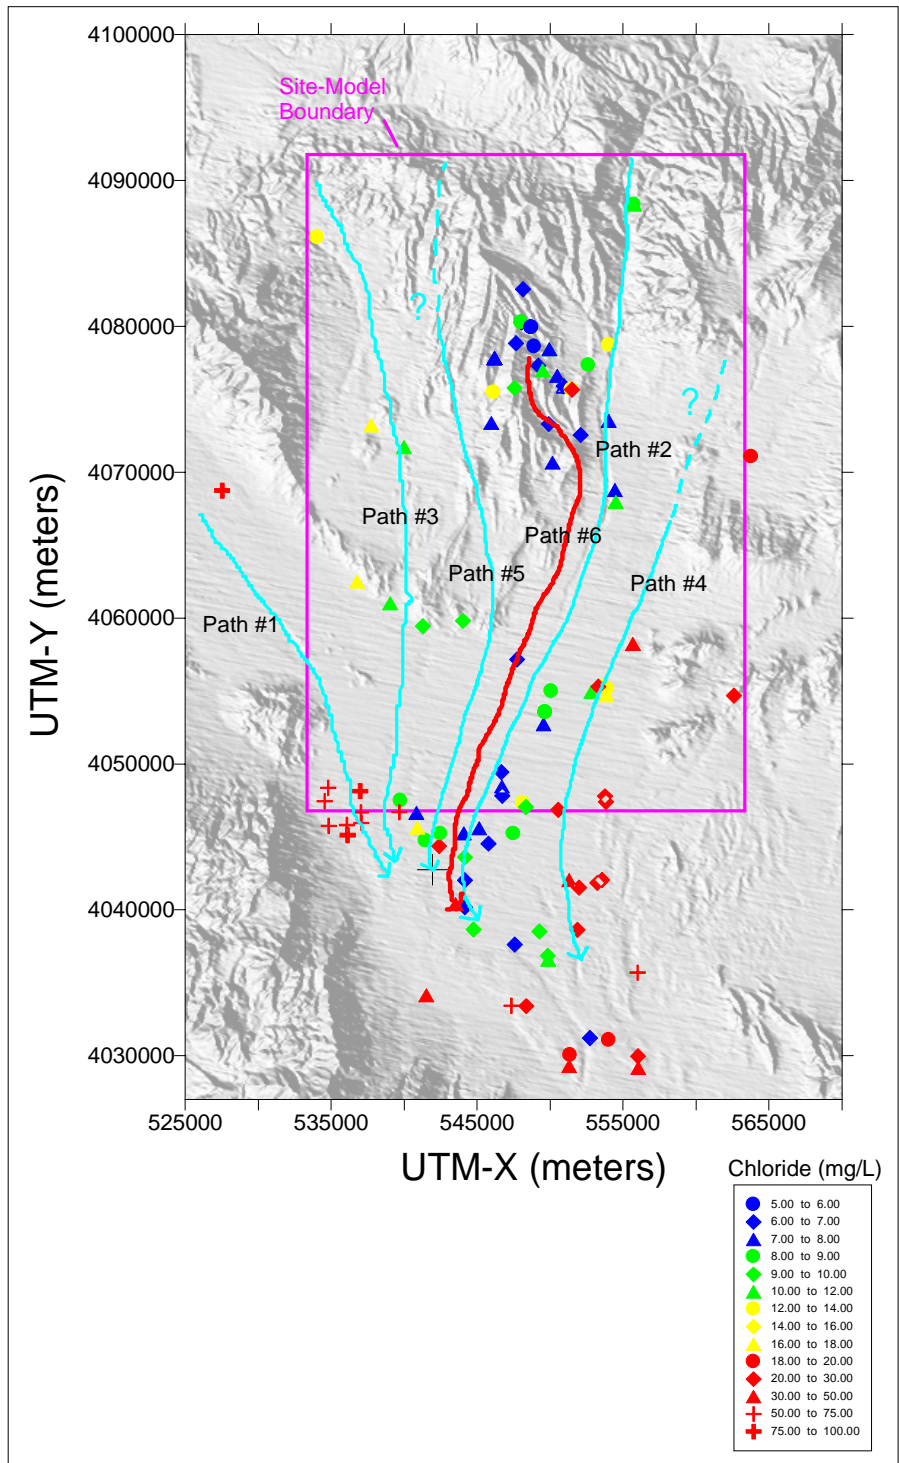 4100000
Site-Model
Boundary
4090000
?
4080000
?
Path #2
4070000
Path #3
Path #6
Path #5
Path #4
4060000
Path #1
UTM-Y (meters)
4050000
4040000
4030000
525000 535000 545000 555000 565000
UTM-X (meters)
Chloride (mg/L)
5.00 to 6.00
6.00 to 7.00
7.00 to 8.00
8.00 to 9.00
9.00 to 10.00
10.00 to 12.00
12.00 to 14.00
14.00 to 16.00
16.00 to 18.00
18.00 to 20.00
20.00 to 30.00
30.00 to 50.00
50.00 to 75.00
75.00 to 100.00